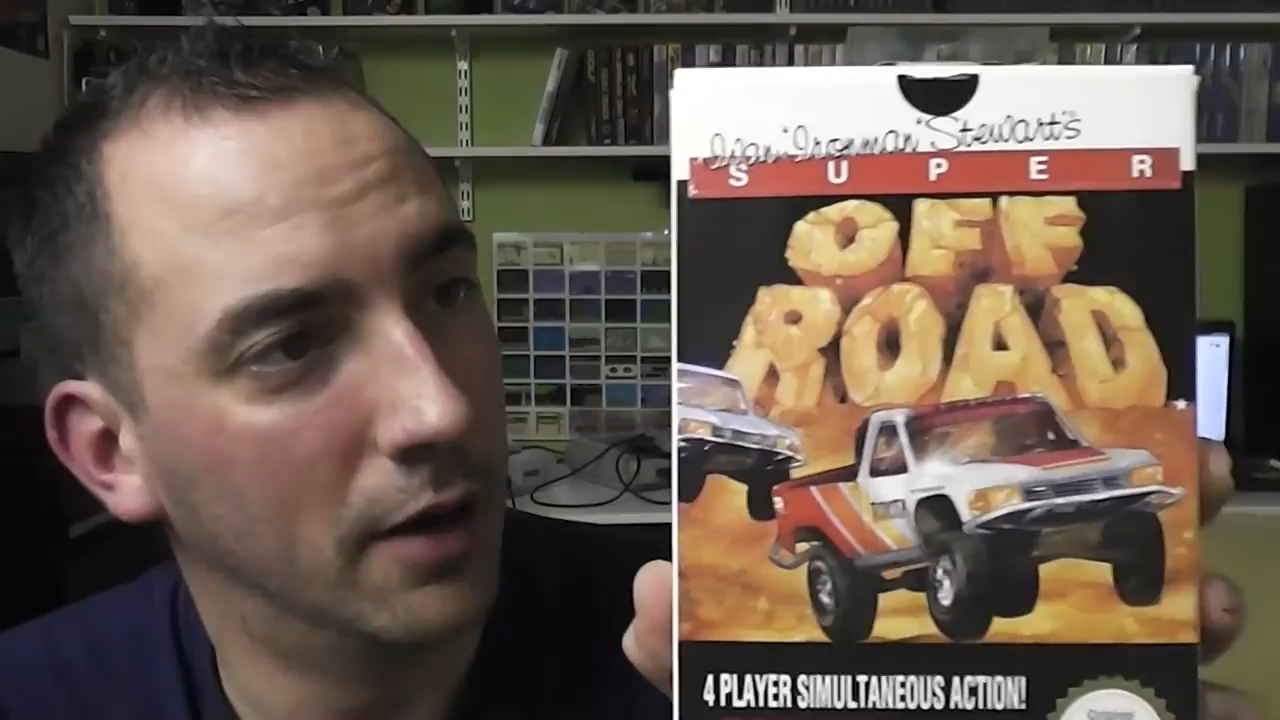 Ivan "Ironman" Stewart's
SUPER
OFF
ROAD
4 PLAYER SIMULTANEOUS ACTION!